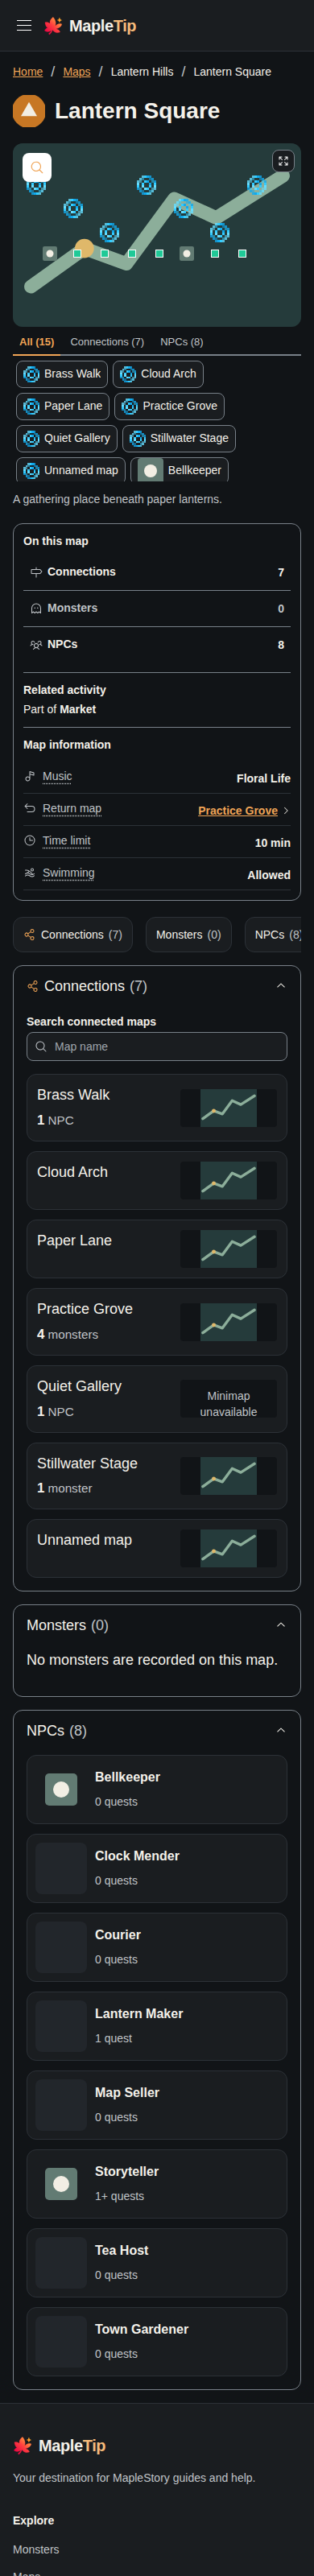 MapleTip
Home / Maps / Lantern Hills / Lantern Square
Lantern Square
All (15) Connections (7) NPCs (8)
Brass Walk Cloud Arch
Paper Lane Practice Grove
Quiet Gallery Stillwater Stage
Unnamed map Bellkeeper
A gathering place beneath paper lanterns.
On this map
Connections 7
Monsters 0
NPCs 8
Related activity
Part of Market
Map information
Music Floral Life
Return map Practice Grove
Time limit 10 min
Swimming Allowed
Connections (7) Monsters (0) NPCs (8)
Connections (7)
Search connected maps
Map name
Brass Walk
1 NPC
Cloud Arch
Paper Lane
Practice Grove
4 monsters
Quiet Gallery
1 NPC
Minimap
unavailable
Stillwater Stage
1 monster
Unnamed map
Monsters (0)
No monsters are recorded on this map.
NPCs (8)
Bellkeeper
0 quests
Clock Mender
0 quests
Courier
0 quests
Lantern Maker
1 quest
Map Seller
0 quests
Storyteller
1+ quests
Tea Host
0 quests
Town Gardener
0 quests
MapleTip
Your destination for MapleStory guides and help.
Explore
Monsters
Maps